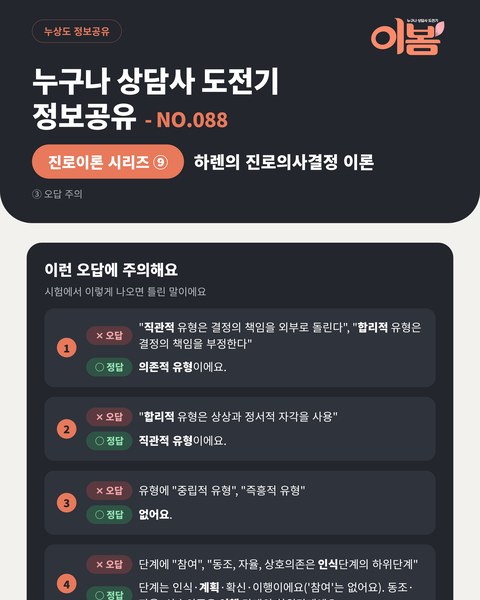 누상도 정보공유
누구나 상담사 도전기
이봄
누구나 상담사 도전기
정보공유 - NO.088
진로이론 시리즈 ⑨ 하렌의 진로의사결정 이론
③ 오답 주의
이런 오답에 주의해요
시험에서 이렇게 나오면 틀린 말이에요
1
× 오답 "직관적 유형은 결정의 책임을 외부로 돌린다", "합리적 유형은
결정의 책임을 부정한다"
○ 정답 의존적 유형이에요.
2
× 오답 "합리적 유형은 상상과 정서적 자각을 사용"
○ 정답 직관적 유형이에요.
3
× 오답 유형에 "중립적 유형", "즉흥적 유형"
○ 정답 없어요.
4
× 오답 단계에 "참여", "동조, 자율, 상호의존은 인식단계의 하위단계"
○ 정답 단계는 인식·계획·확신·이행이에요('참여'는 없어요). 동조·